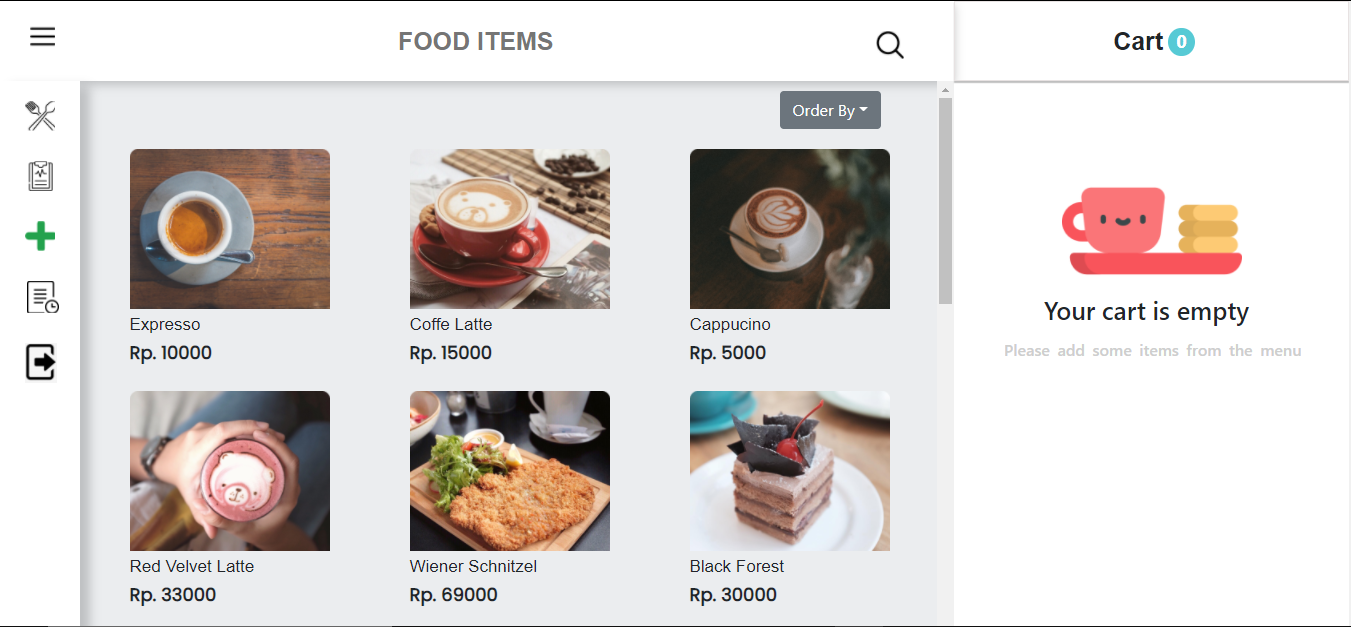 FOOD ITEMS
Cart 0
Order By
Expresso
Rp. 10000
Coffe Latte
Rp. 15000
Cappucino
Rp. 5000
Red Velvet Latte
Rp. 33000
Wiener Schnitzel
Rp. 69000
Black Forest
Rp. 30000
Your cart is empty
Please add some items from the menu